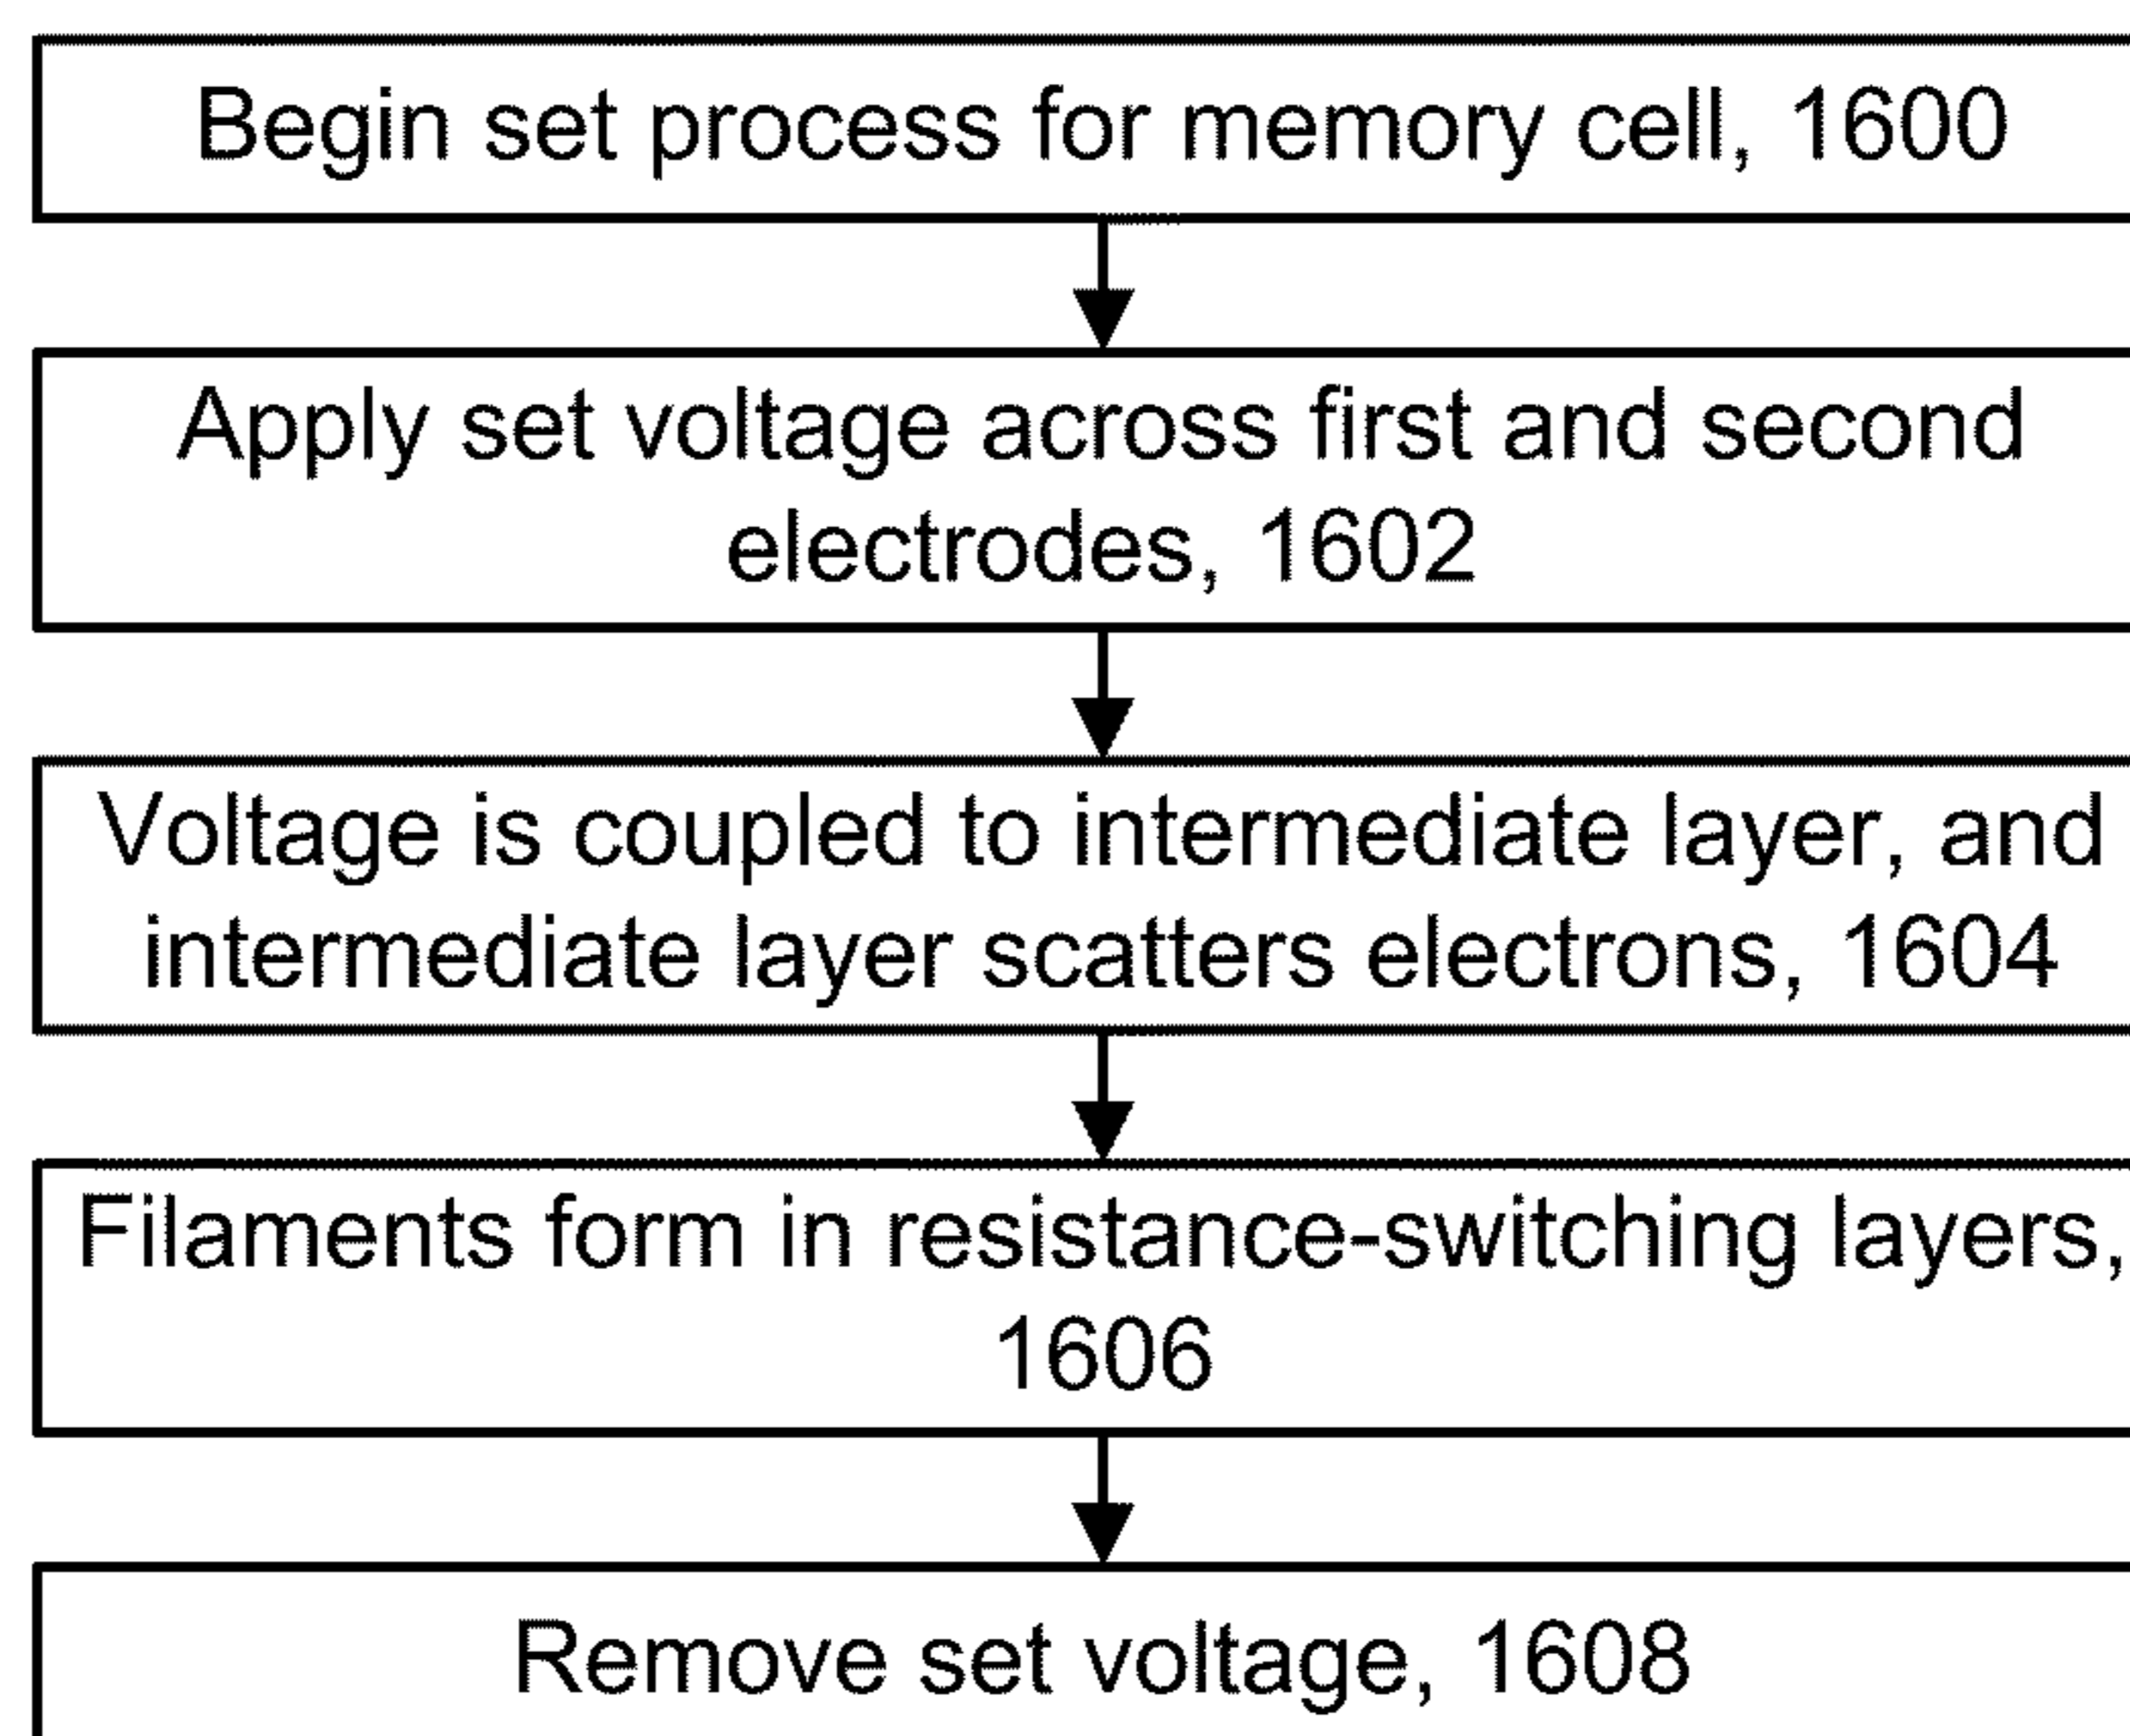 Begin set process for memory cell, 1600
Apply set voltage across first and second
electrodes, 1602
Voltage is coupled to intermediate layer, and
intermediate layer scatters electrons, 1604
Filaments form in resistance-switching layers,
1606
Remove set voltage, 1608